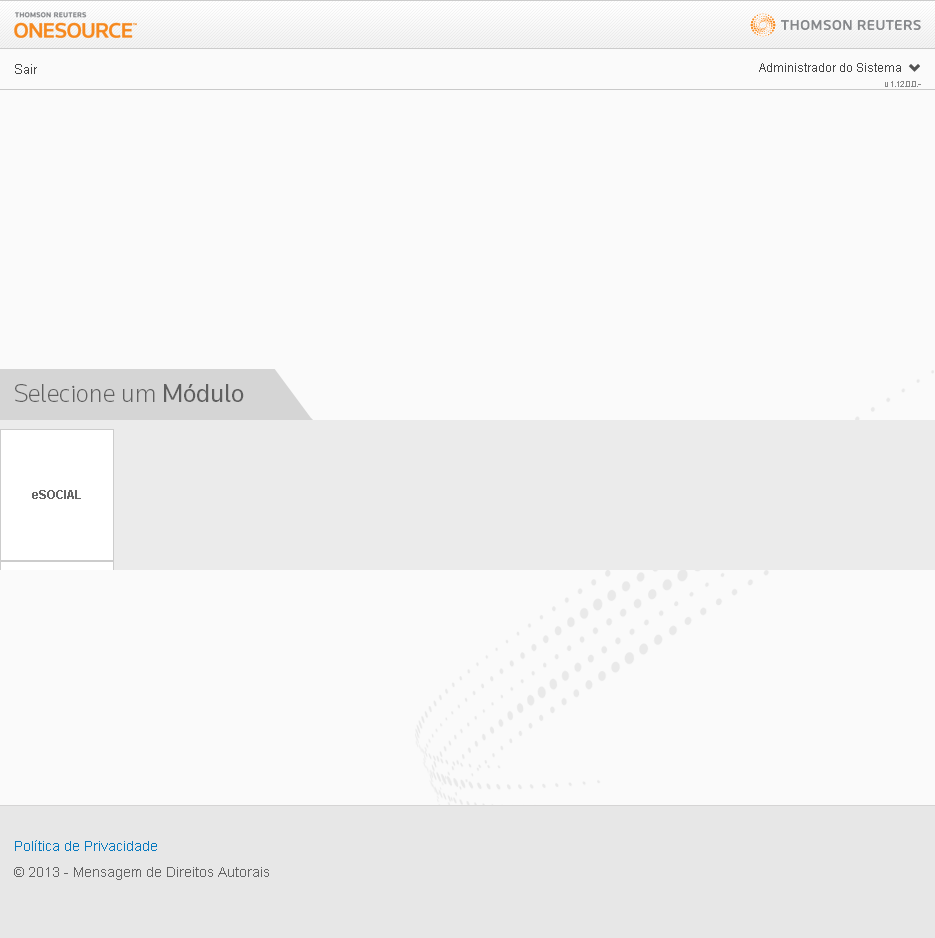 THOMSON REUTERS
ONESOURCE™
THOMSON REUTERS
Sair
Administrador do Sistema
u 1.12.0.0.-
Selecione um Módulo
eSOCIAL
Política de Privacidade
© 2013 - Mensagem de Direitos Autorais